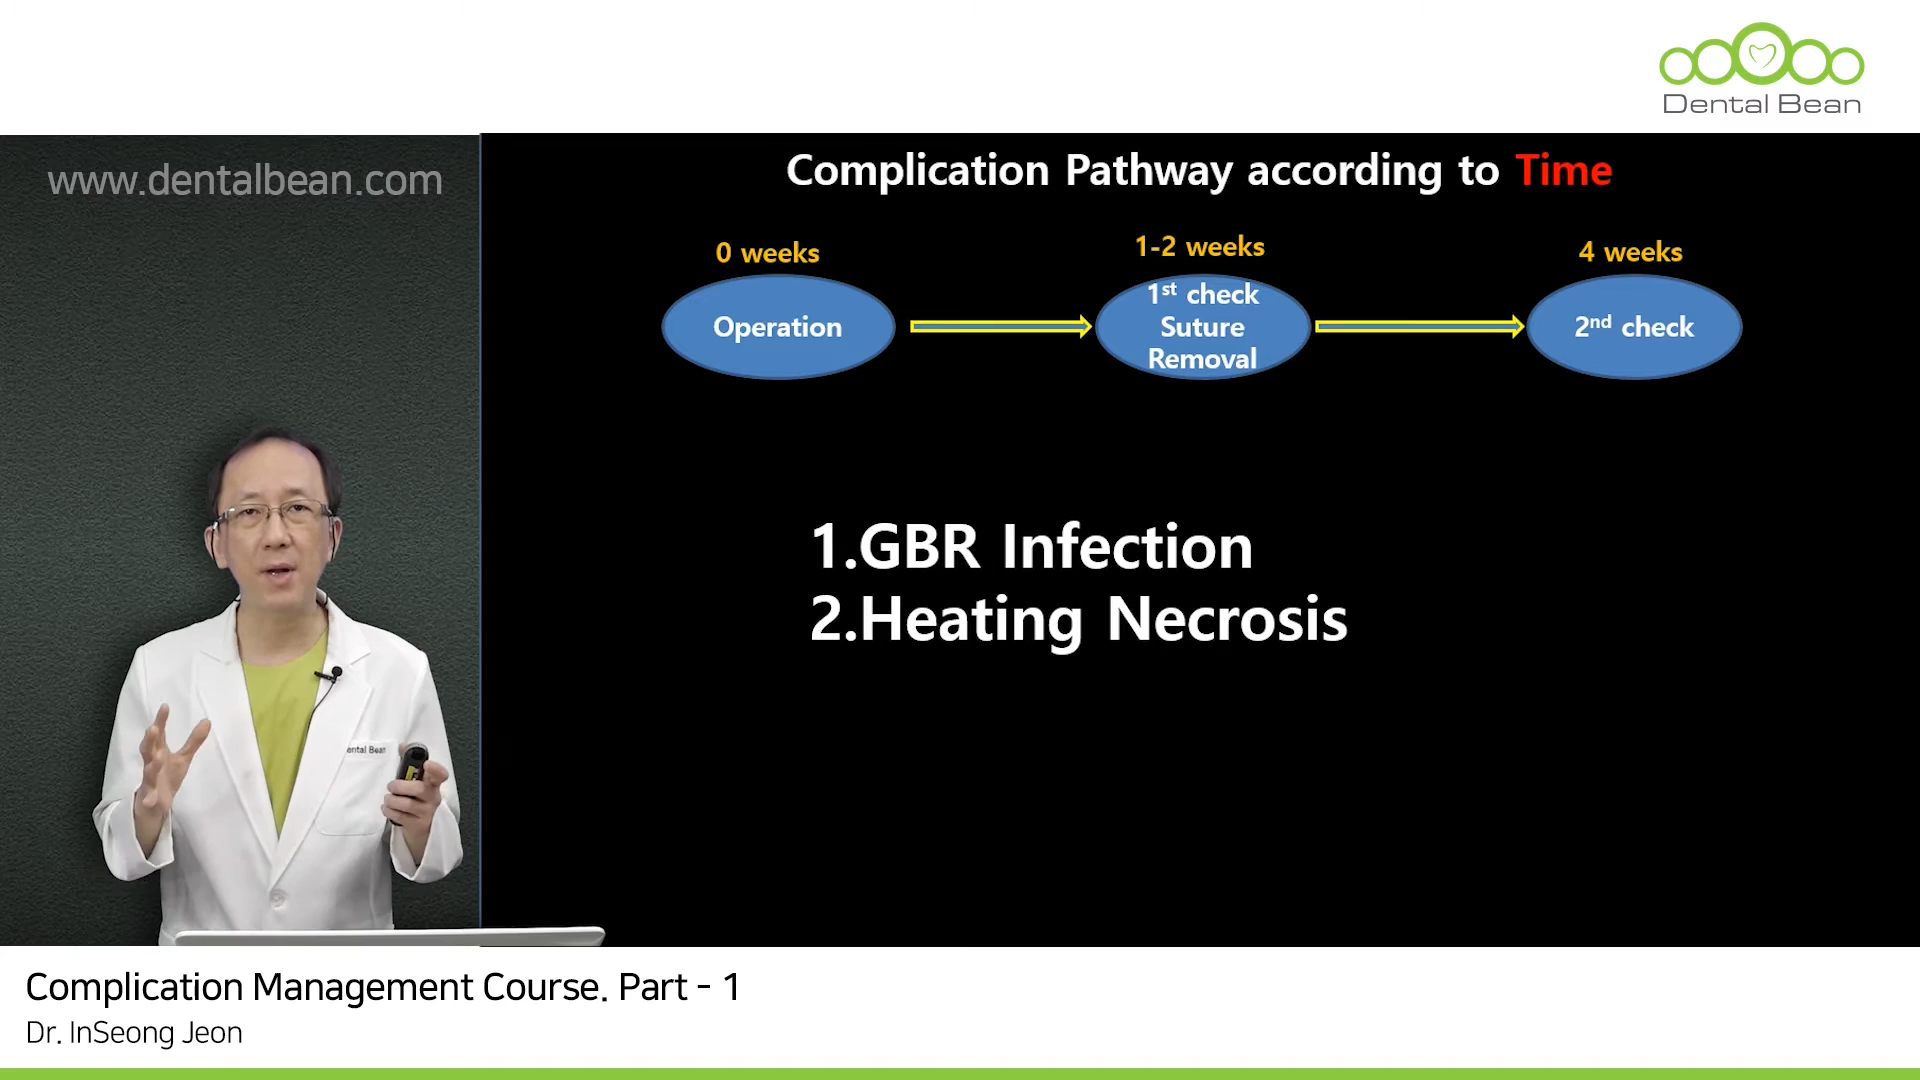 Dental Bean
www.dentalbean.com
Complication Pathway according to Time
0 weeks
1-2 weeks
4 weeks
Operation
1st check
Suture
Removal
2nd check
1.GBR Infection
2.Heating Necrosis
ental Bean
Complication Management Course. Part - 1
Dr. InSeong Jeon